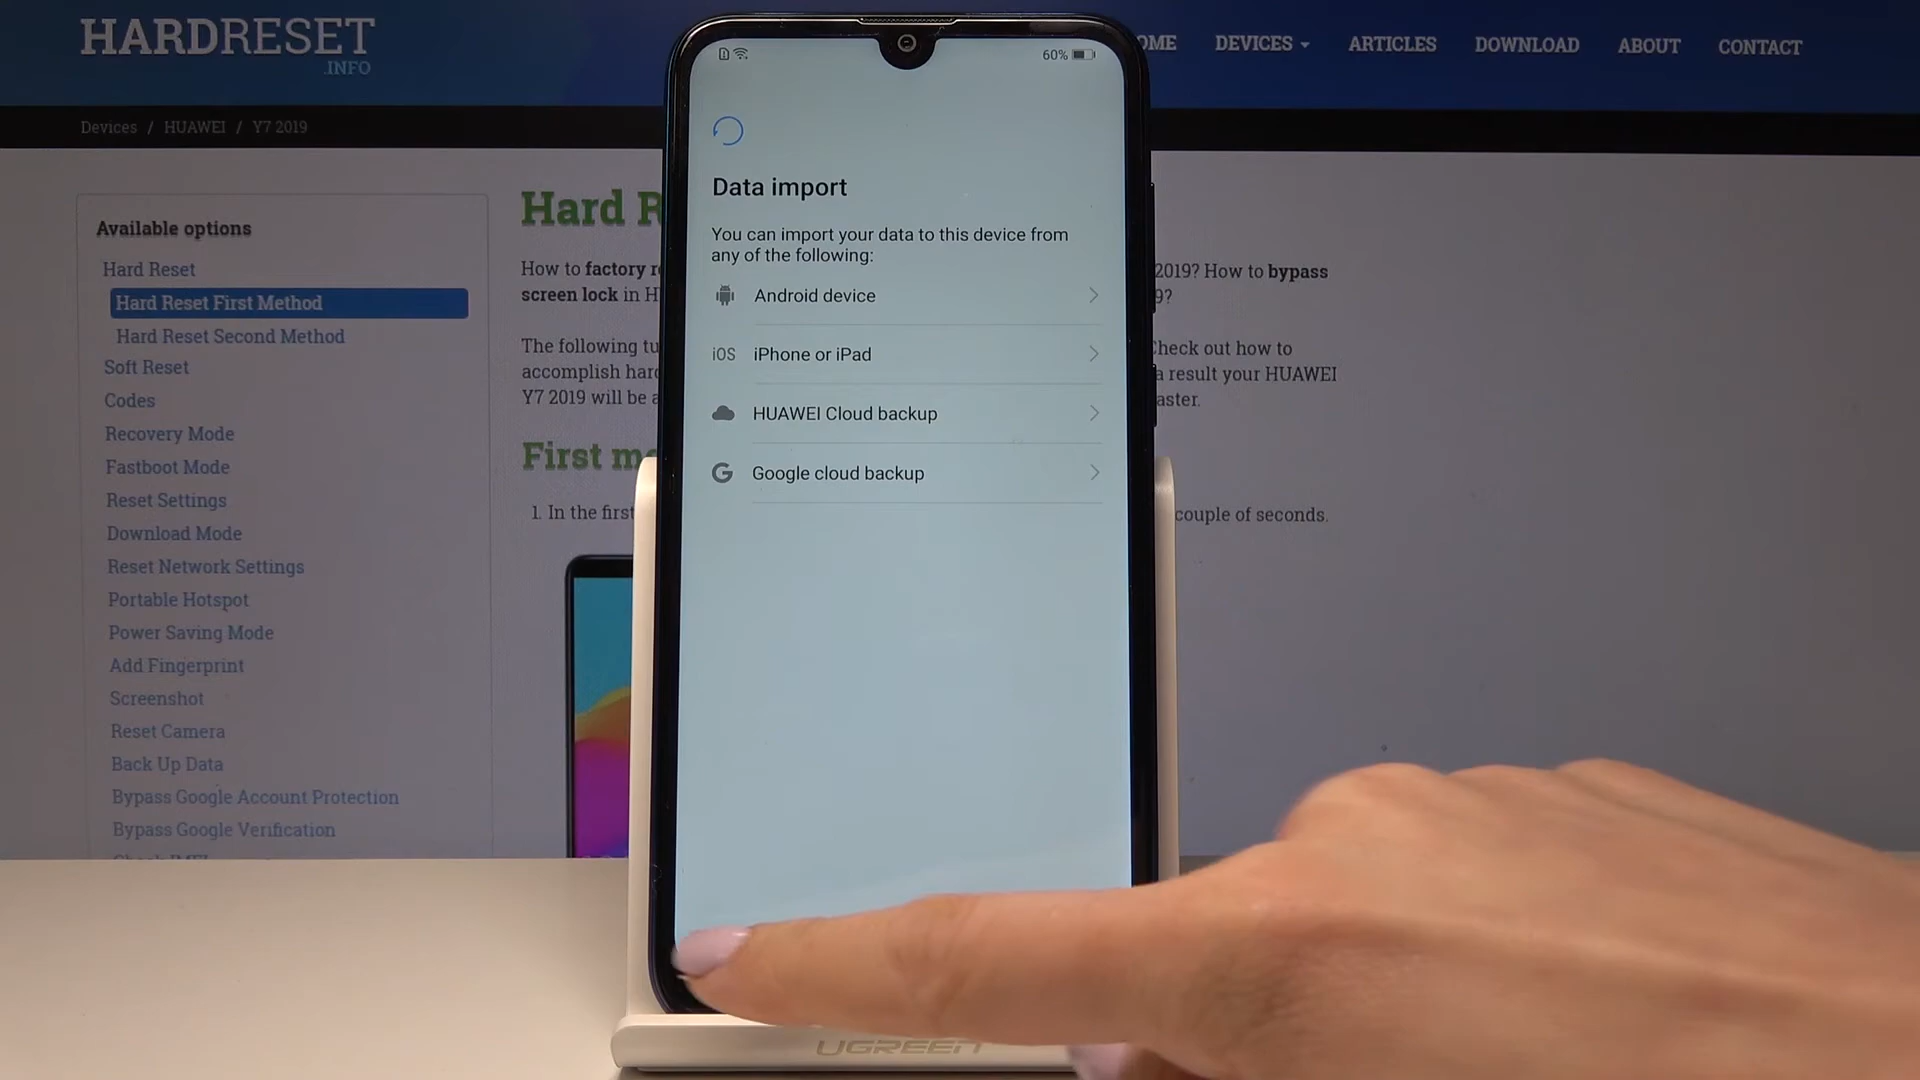 HARDRESET
.INFO
OME DEVICES ARTICLES DOWNLOAD ABOUT CONTACT
Devices / HUAWEI / Y7 2019
Available options
Hard Reset
Hard Reset First Method
Hard Reset Second Method
Soft Reset
Codes
Recovery Mode
Fastboot Mode
Reset Settings
Download Mode
Reset Network Settings
Portable Hotspot
Power Saving Mode
Add Fingerprint
Screenshot
Reset Camera
Back Up Data
Bypass Google Account Protection
Bypass Google Verification
Hard R
How to factory r
screen lock in H
The following tu
accomplish hard
Y7 2019 will be a
First me
1. In the first
60%
Data import
You can import your data to this device from
any of the following:
Android device
iOS iPhone or iPad
HUAWEI Cloud backup
G Google cloud backup
2019? How to bypass
9?
Check out how to
a result your HUAWEI
aster.
couple of seconds.
UGREEN